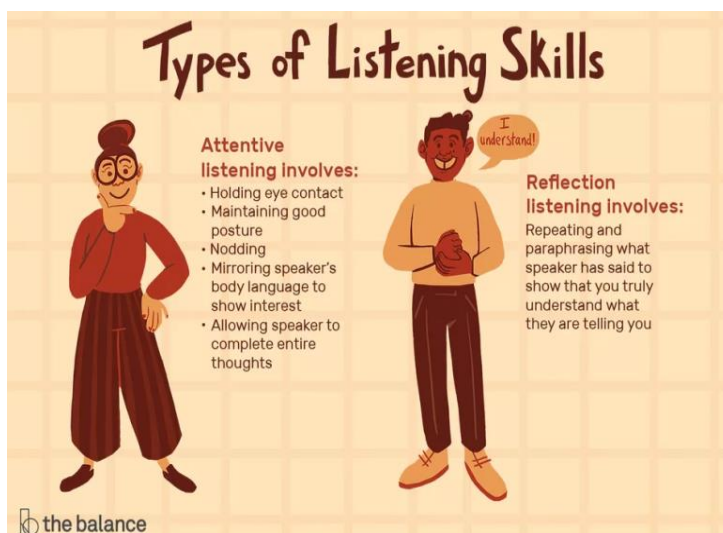 Types of Listening Skills
Attentive
listening involves:
• Holding eye contact
• Maintaining good
posture
• Nodding
• Mirroring speaker's
body language to
show interest
• Allowing speaker to
complete entire
thoughts
I
understand!
Reflection
listening involves:
Repeating and
paraphrasing what
speaker has said to
show that you truly
understand what
they are telling you
the balance